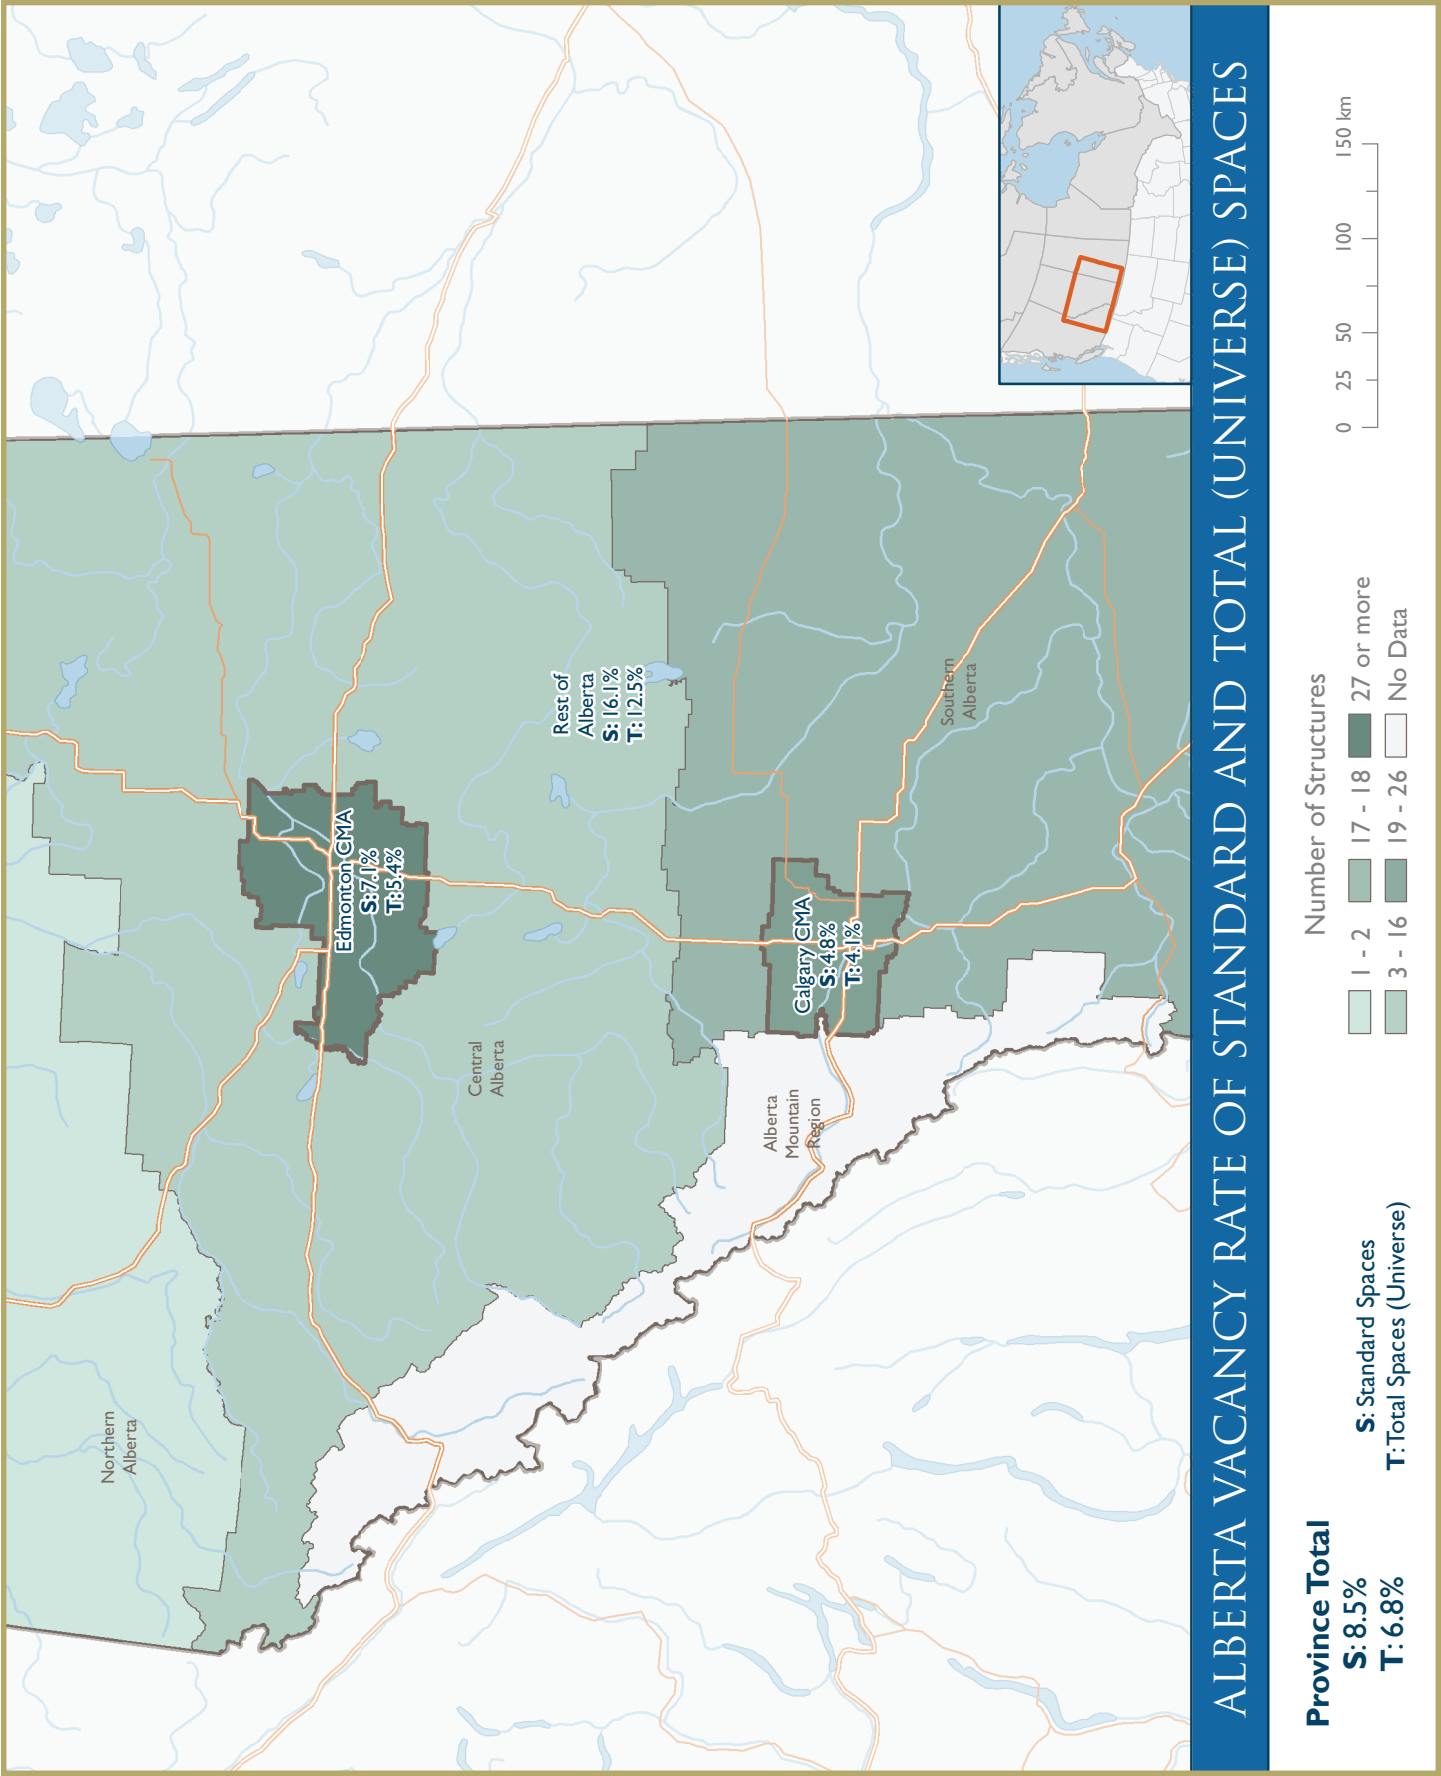 Northern
Alberta
Edmonton CMA
S: 7.1%
T: 5.4%
Central
Alberta
Rest of
Alberta
S: 16.1%
T: 12.5%
Alberta
Mountain
Region
Calgary CMA
S: 4.8%
T: 4.1%
Southern
Alberta
ALBERTA VACANCY RATE OF STANDARD AND TOTAL (UNIVERSE) SPACES
Province Total
S: 8.5%
T: 6.8%
S: Standard Spaces
T: Total Spaces (Universe)
Number of Structures
1 - 2
17 - 18
27 or more
3 - 16
19 - 26
No Data
0 25 50 100 150 km